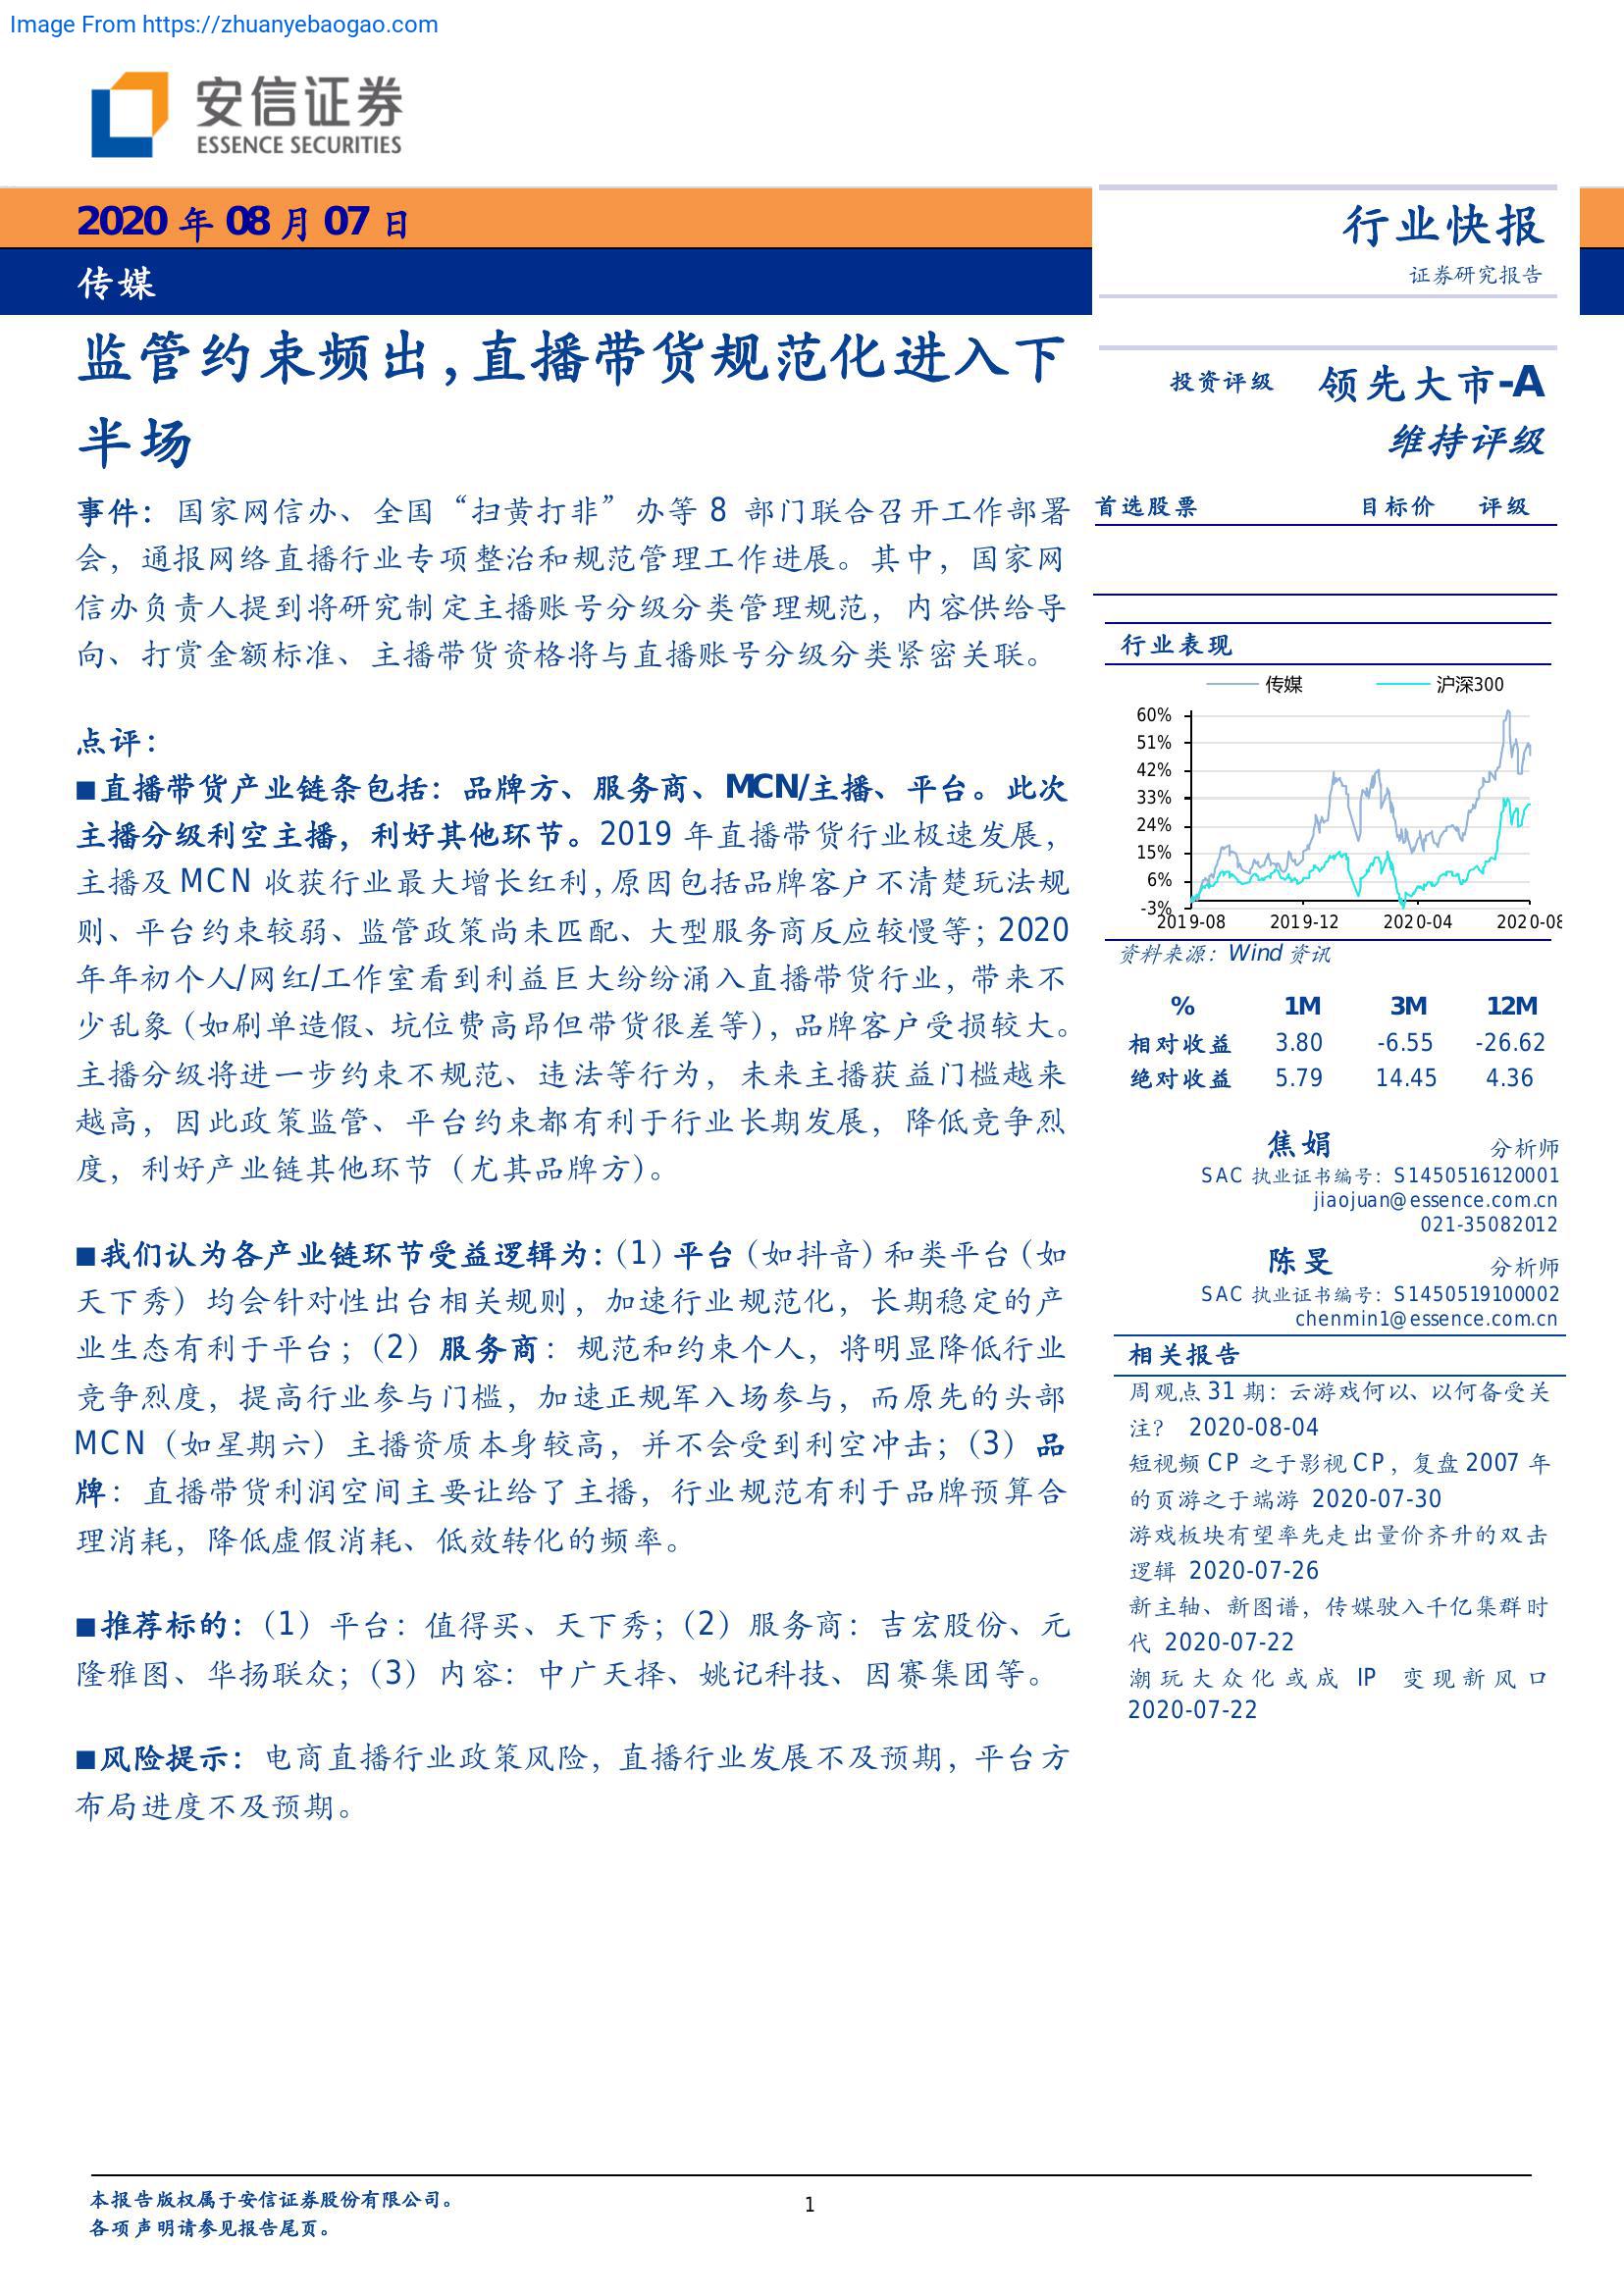 Image From https://zhuanyebaogao.com
安信证券
ESSENCE SECURITIES
2020 年 08 月 07 日
传媒
监管约束频出，直播带货规范化进入下
半场
事件：国家网信办、全国“扫黄打非”办等 8 部门联合召开工作部署
会，通报网络直播行业专项整治和规范管理工作进展。其中，国家网
信办负责人提到将研究制定主播账号分级分类管理规范，内容供给导
向、打赏金额标准、主播带货资格将与直播账号分级分类紧密关联。
点评：
■直播带货产业链条包括：品牌方、服务商、MCN/主播、平台。此次
主播分级利空主播，利好其他环节。2019 年直播带货行业极速发展，
主播及 MCN 收获行业最大增长红利，原因包括品牌客户不清楚玩法规
则、平台约束较弱、监管政策尚未匹配、大型服务商反应较慢等；2020
年年初个人/网红/工作室看到利益巨大纷纷涌入直播带货行业，带来不
少乱象（如刷单造假、坑位费高昂但带货很差等），品牌客户受损较大。
主播分级将进一步约束不规范、违法等行为，未来主播获益门槛越来
越高，因此政策监管、平台约束都有利于行业长期发展，降低竞争烈
度，利好产业链其他环节（尤其品牌方）。
■我们认为各产业链环节受益逻辑为：（1）平台（如抖音）和类平台（如
天下秀）均会针对性出台相关规则，加速行业规范化，长期稳定的产
业生态有利于平台；（2）服务商：规范和约束个人，将明显降低行业
竞争烈度，提高行业参与门槛，加速正规军入场参与，而原先的头部
MCN（如星期六）主播资质本身较高，并不会受到利空冲击；（3）品
牌：直播带货利润空间主要让给了主播，行业规范有利于品牌预算合
理消耗，降低虚假消耗、低效转化的频率。
■推荐标的：（1）平台：值得买、天下秀；（2）服务商：吉宏股份、元
隆雅图、华扬联众；（3）内容：中广天择、姚记科技、因赛集团等。
■风险提示：电商直播行业政策风险，直播行业发展不及预期，平台方
布局进度不及预期。
行业快报
证券研究报告
投资评级 领先大市-A
维持评级
首选股票 目标价 评级
行业表现
传媒 沪深300
60%
51%
42%
33%
24%
15%
6%
-3%
2019-08 2019-12 2020-04 2020-08
资料来源：Wind 资讯
% 1M 3M 12M
相对收益 3.80 -6.55 -26.62
绝对收益 5.79 14.45 4.36
焦娟 分析师
SAC 执业证书编号：S1450516120001
jiaojuan@essence.com.cn
021-35082012
陈旻 分析师
SAC 执业证书编号：S1450519100002
chenmin1@essence.com.cn
相关报告
周观点 31 期：云游戏何以、以何备受关
注？ 2020-08-04
短视频 CP 之于影视 CP，复盘 2007 年
的页游之于端游 2020-07-30
游戏板块有望率先走出量价齐升的双击
逻辑 2020-07-26
新主轴、新图谱，传媒驶入千亿集群时
代 2020-07-22
潮玩大众化或成 IP 变现新风口
2020-07-22
本报告版权属于安信证券股份有限公司。
各项声明请参见报告尾页。
1